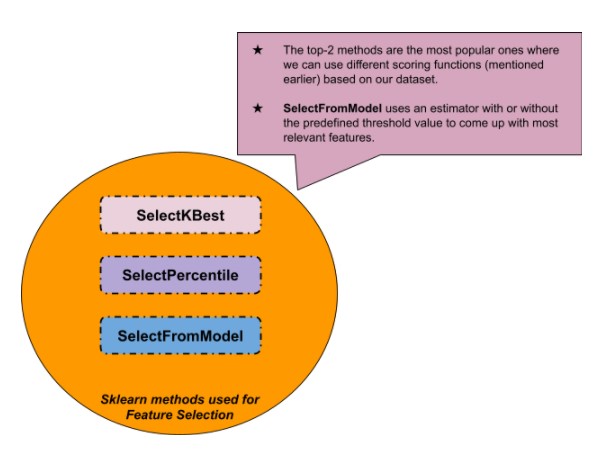 ★ The top-2 methods are the most popular ones where
we can use different scoring functions (mentioned
earlier) based on our dataset.
★ SelectFromModel uses an estimator with or without
the predefined threshold value to come up with most
relevant features.
SelectKBest
SelectPercentile
SelectFromModel
Sklearn methods used for
Feature Selection